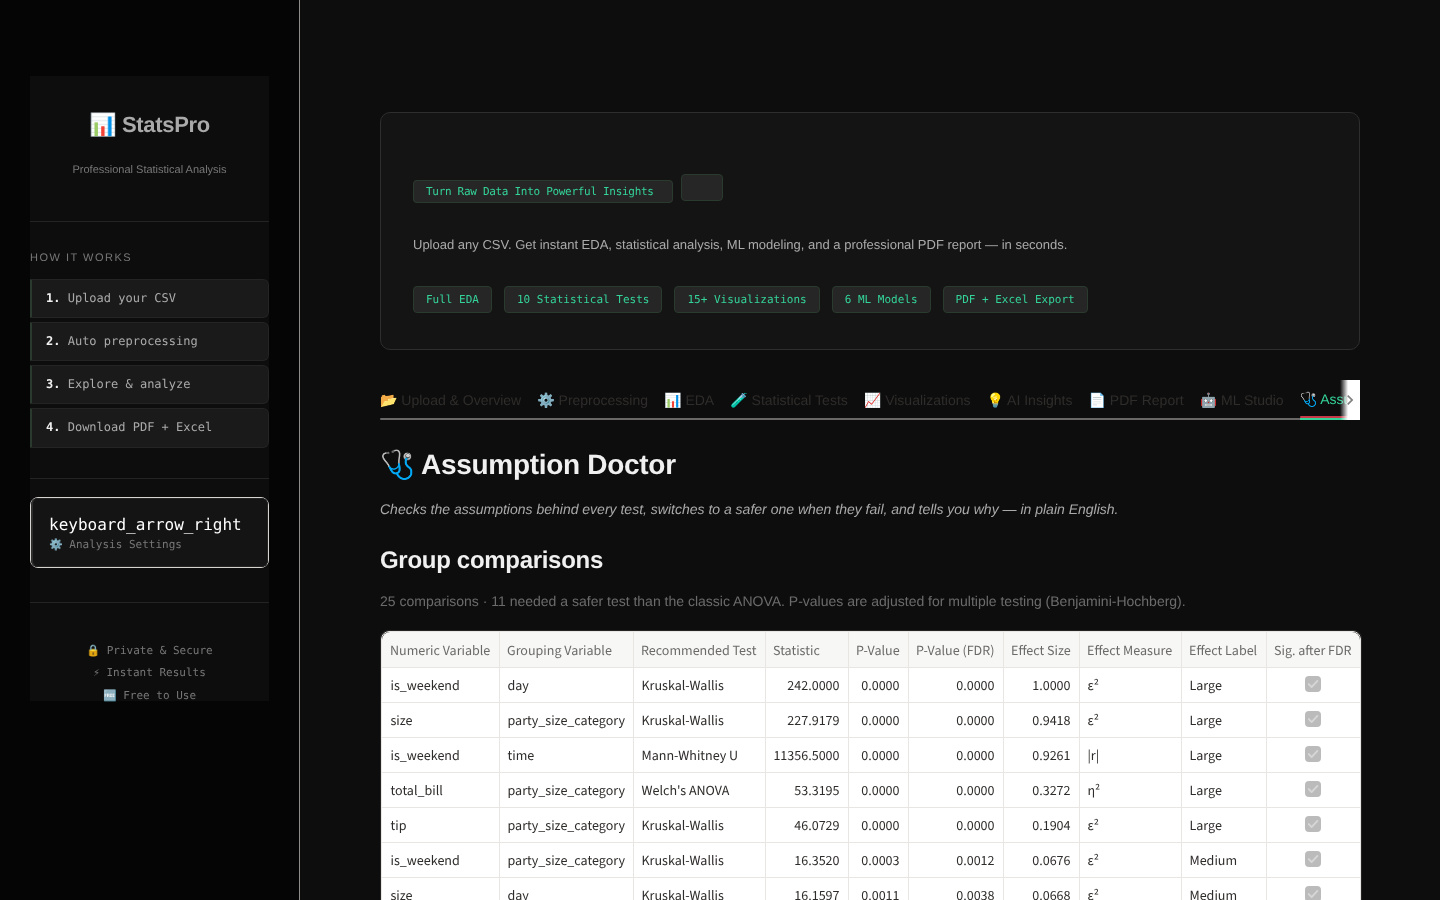 📊 StatsPro
Professional Statistical Analysis
HOW IT WORKS
1. Upload your CSV
2. Auto preprocessing
3. Explore & analyze
4. Download PDF + Excel
keyboard_arrow_right
⚙️ Analysis Settings
🔒 Private & Secure
⚡ Instant Results
🆓 Free to Use
Turn Raw Data Into Powerful Insights
Upload any CSV. Get instant EDA, statistical analysis, ML modeling, and a professional PDF report — in seconds.
Full EDA 10 Statistical Tests 15+ Visualizations 6 ML Models PDF + Excel Export
📂 Upload & Overview ⚙️ Preprocessing 📊 EDA 🧪 Statistical Tests 📈 Visualizations 💡 AI Insights 📄 PDF Report 🤖 ML Studio 🩺 Ass
🩺 Assumption Doctor
Checks the assumptions behind every test, switches to a safer one when they fail, and tells you why — in plain English.
Group comparisons
25 comparisons · 11 needed a safer test than the classic ANOVA. P-values are adjusted for multiple testing (Benjamini-Hochberg).
Numeric Variable Grouping Variable Recommended Test Statistic P-Value P-Value (FDR) Effect Size Effect Measure Effect Label Sig. after FDR
is_weekend day Kruskal-Wallis 242.0000 0.0000 0.0000 1.0000 ε² Large
size party_size_category Kruskal-Wallis 227.9179 0.0000 0.0000 0.9418 ε² Large
is_weekend time Mann-Whitney U 11356.5000 0.0000 0.0000 0.9261 |r| Large
total_bill party_size_category Welch's ANOVA 53.3195 0.0000 0.0000 0.3272 η² Large
tip party_size_category Kruskal-Wallis 46.0729 0.0000 0.0000 0.1904 ε² Large
is_weekend party_size_category Kruskal-Wallis 16.3520 0.0003 0.0012 0.0676 ε² Medium
size day Kruskal-Wallis 16.1597 0.0011 0.0038 0.0668 ε² Medium